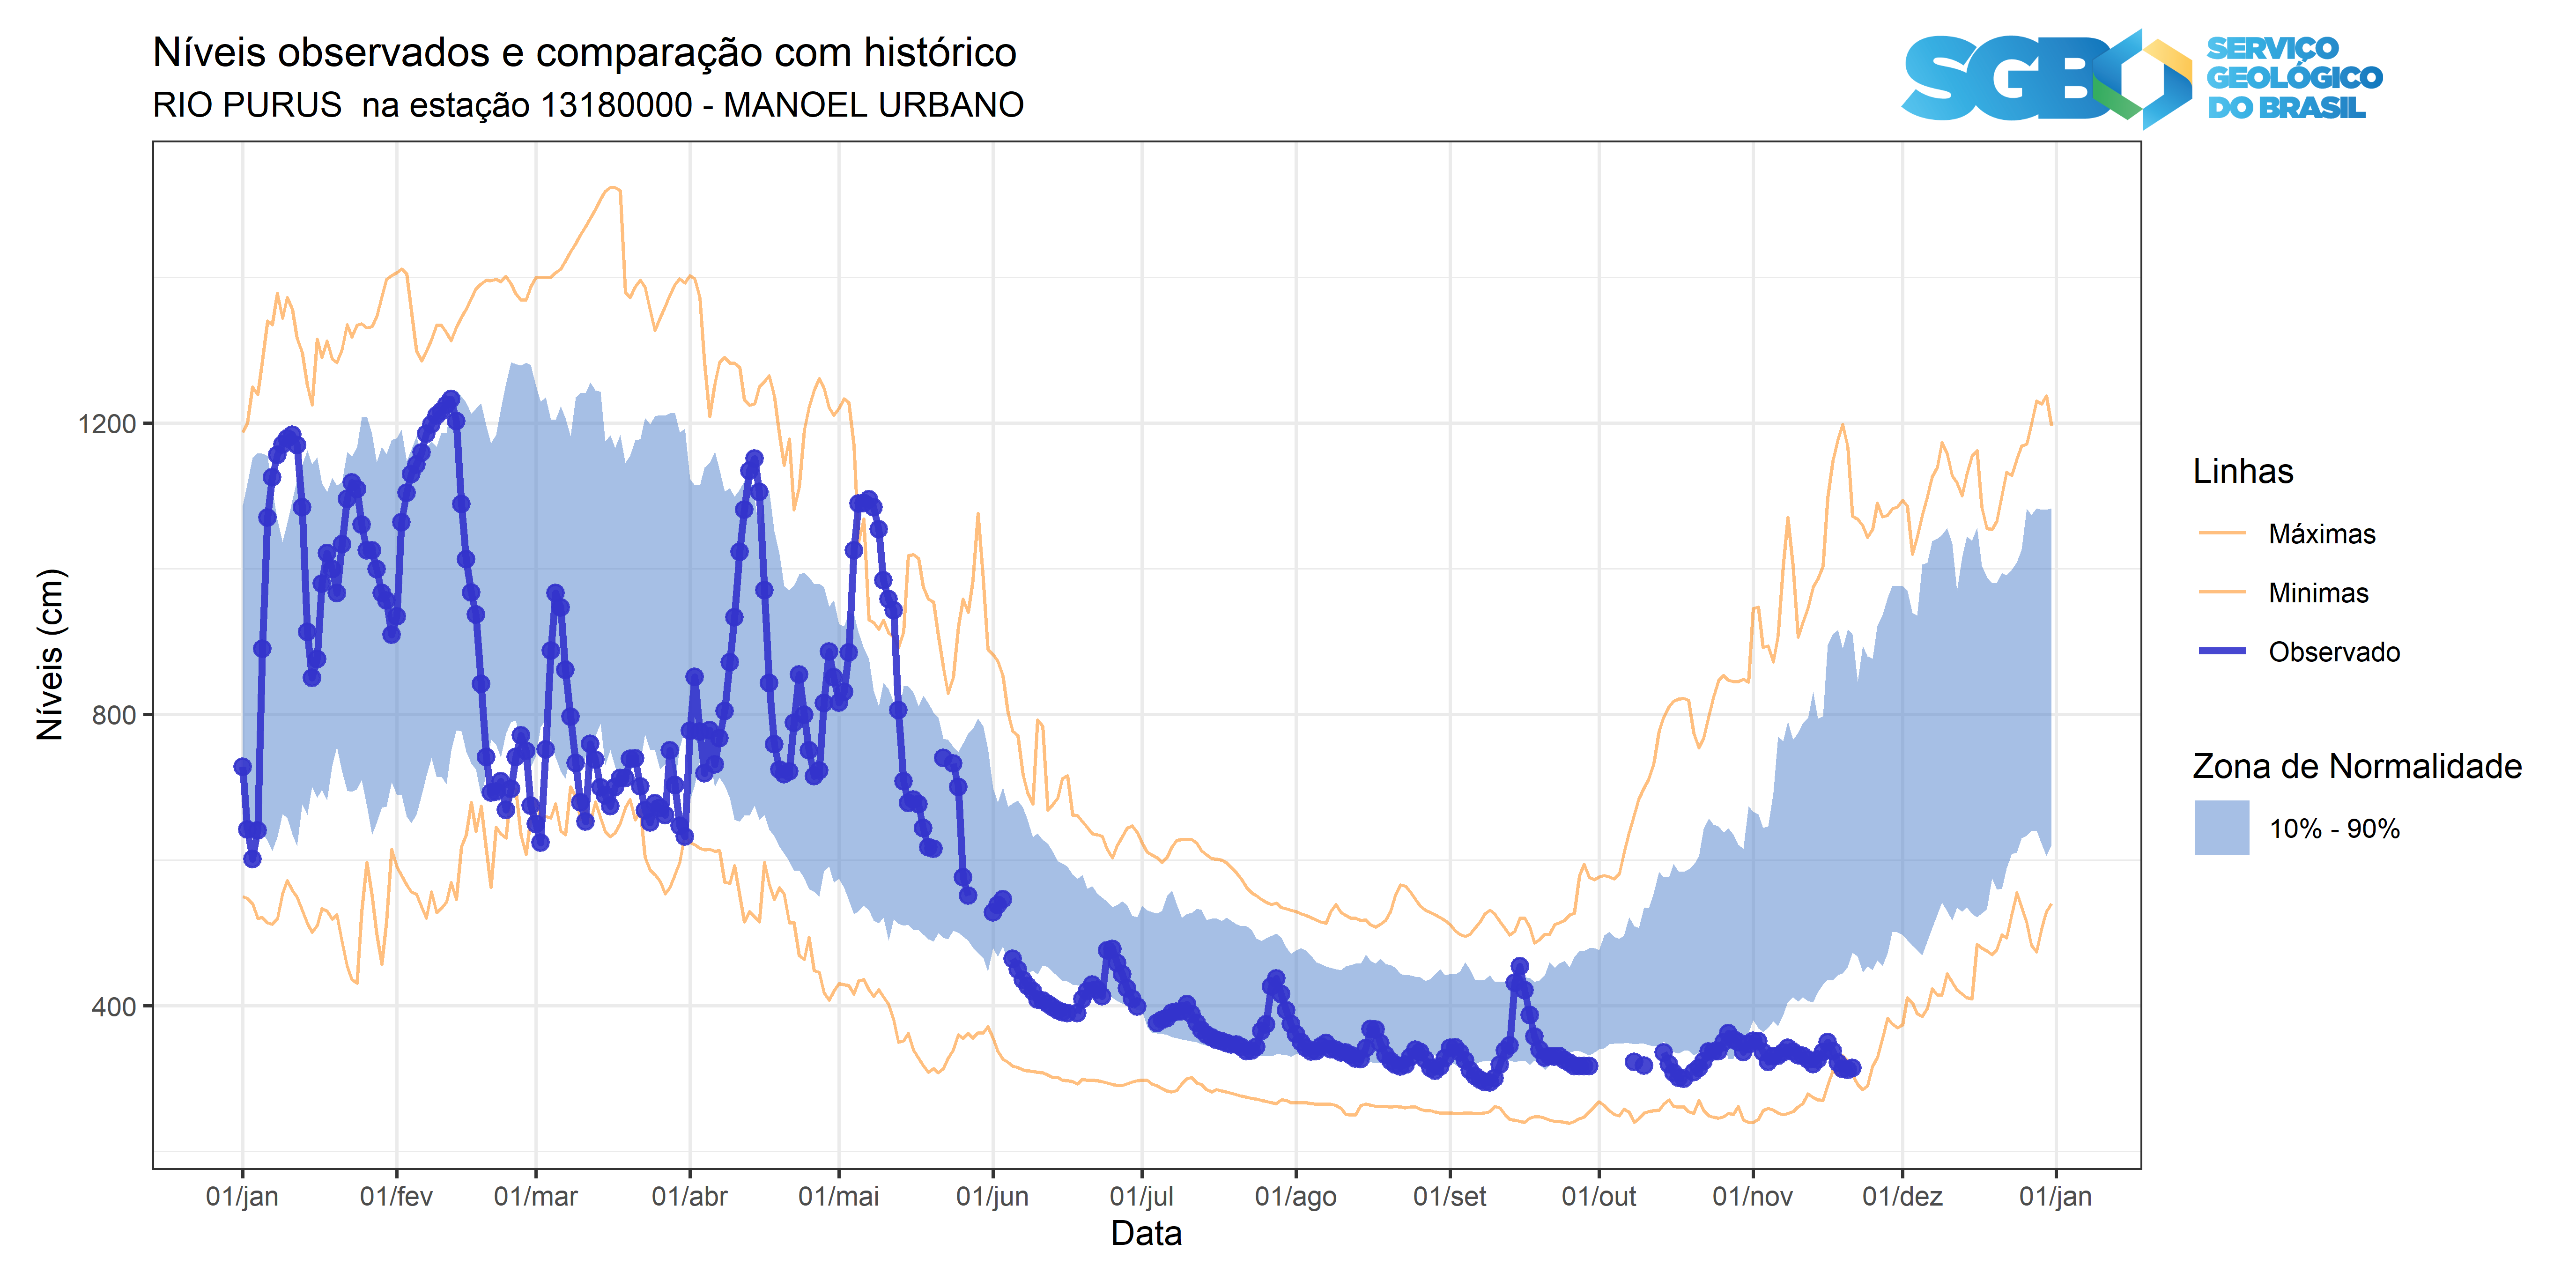 Níveis observados e comparação com histórico
RIO PURUS  na estação 13180000 - MANOEL URBANO
SGB
SERVIÇO
GEOLÓGICO
DO BRASIL
Níveis (cm)
1200
800
400
01/jan 01/fev 01/mar 01/abr 01/mai 01/jun 01/jul 01/ago 01/set 01/out 01/nov 01/dez 01/jan
Data
Linhas
Máximas
Minimas
Observado
Zona de Normalidade
10% - 90%